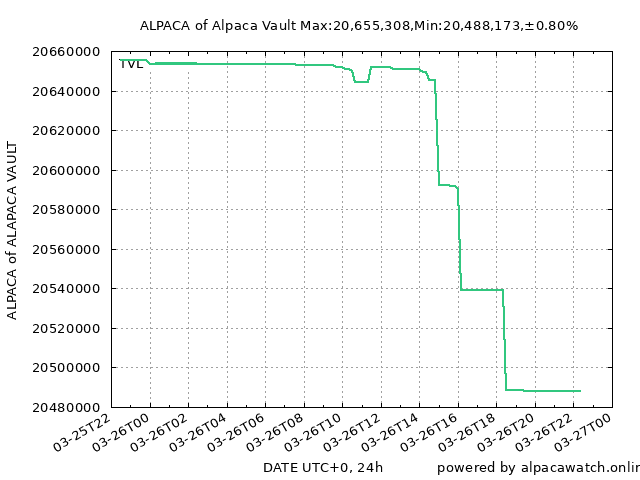 ALPACA of Alpaca Vault Max:20,655,308,Min:20,488,173,±0.80%
20660000
TVL
20640000
20620000
20600000
20580000
20560000
20540000
20520000
20500000
20480000
ALPACA of ALAPACA VAULT
03-25T22
03-26T00
03-26T02
03-26T04
03-26T06
03-26T08
03-26T10
03-26T12
03-26T14
03-26T16
03-26T18
03-26T20
03-26T22
03-27T00
DATE UTC+0, 24h
powered by alpacawatch.onlin